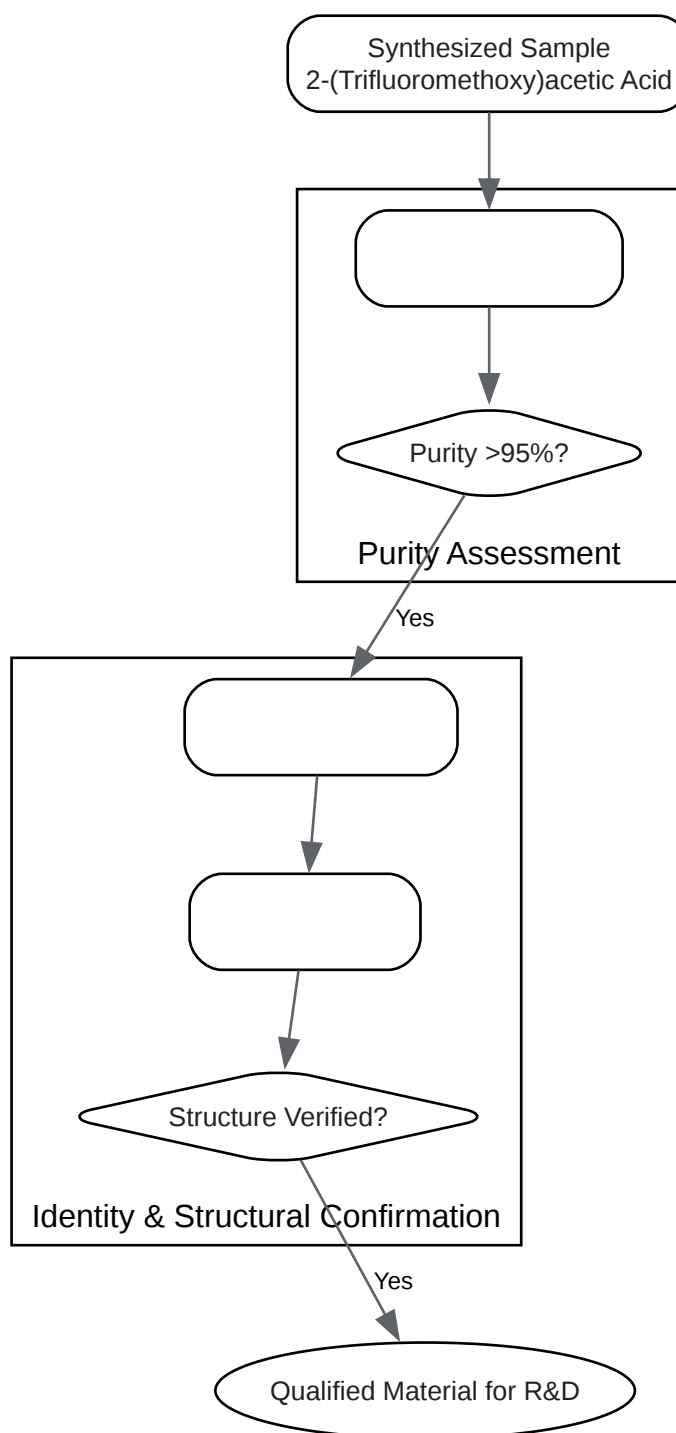 Synthesized Sample
2-(Trifluoromethoxy)acetic Acid
Purity >95%?
Purity Assessment
Yes
Structure Verified?
Identity & Structural Confirmation
Yes
Qualified Material for R&D